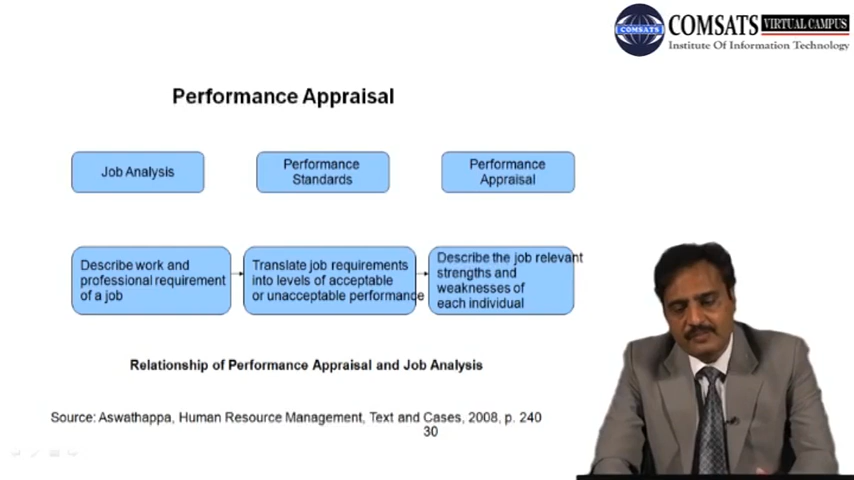 COMSATS
COMSATS VIRTUAL CAMPUS
Institute Of Information Technology
Performance Appraisal
Job Analysis
Performance
Standards
Performance
Appraisal
Describe work and
professional requirement
of a job
Translate job requirements
into levels of acceptable
or unacceptable performance
Describe the job relevant
strengths and
weaknesses of
each individual
Relationship of Performance Appraisal and Job Analysis
Source: Aswathappa, Human Resource Management, Text and Cases, 2008, p. 240
30